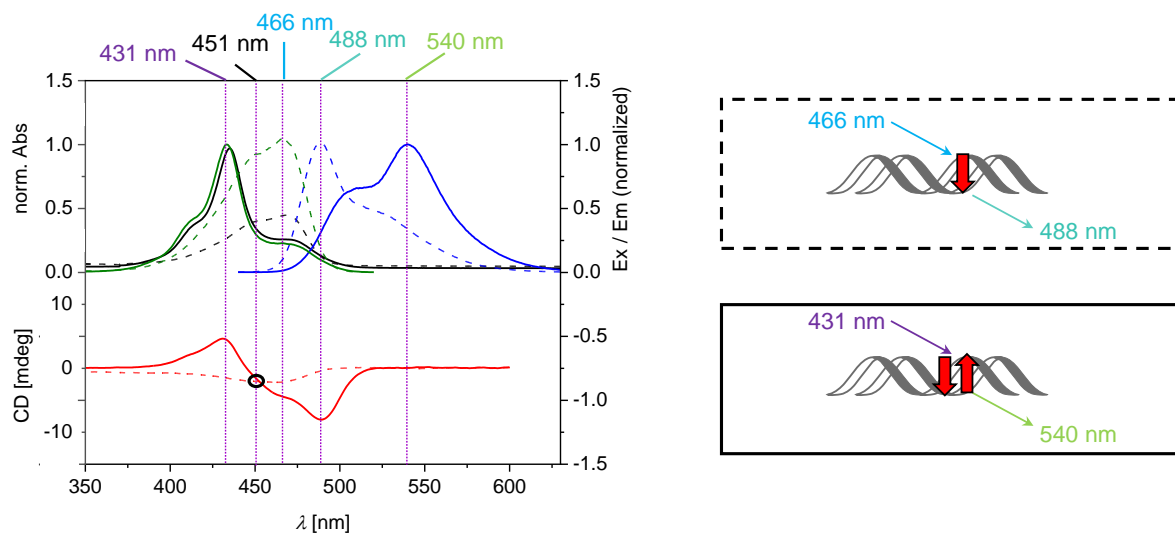 466 nm
451 nm
488 nm
431 nm
540 nm
1.5
1.0
0.5
0.0
10
0
-10
norm. Abs
CD [mdeg]
1.5
1.0
0.5
0.0
-0.5
-1.0
-1.5
Ex / Em (normalized)
350
400
450
500
550
600
λ [nm]
466 nm
488 nm
431 nm
540 nm